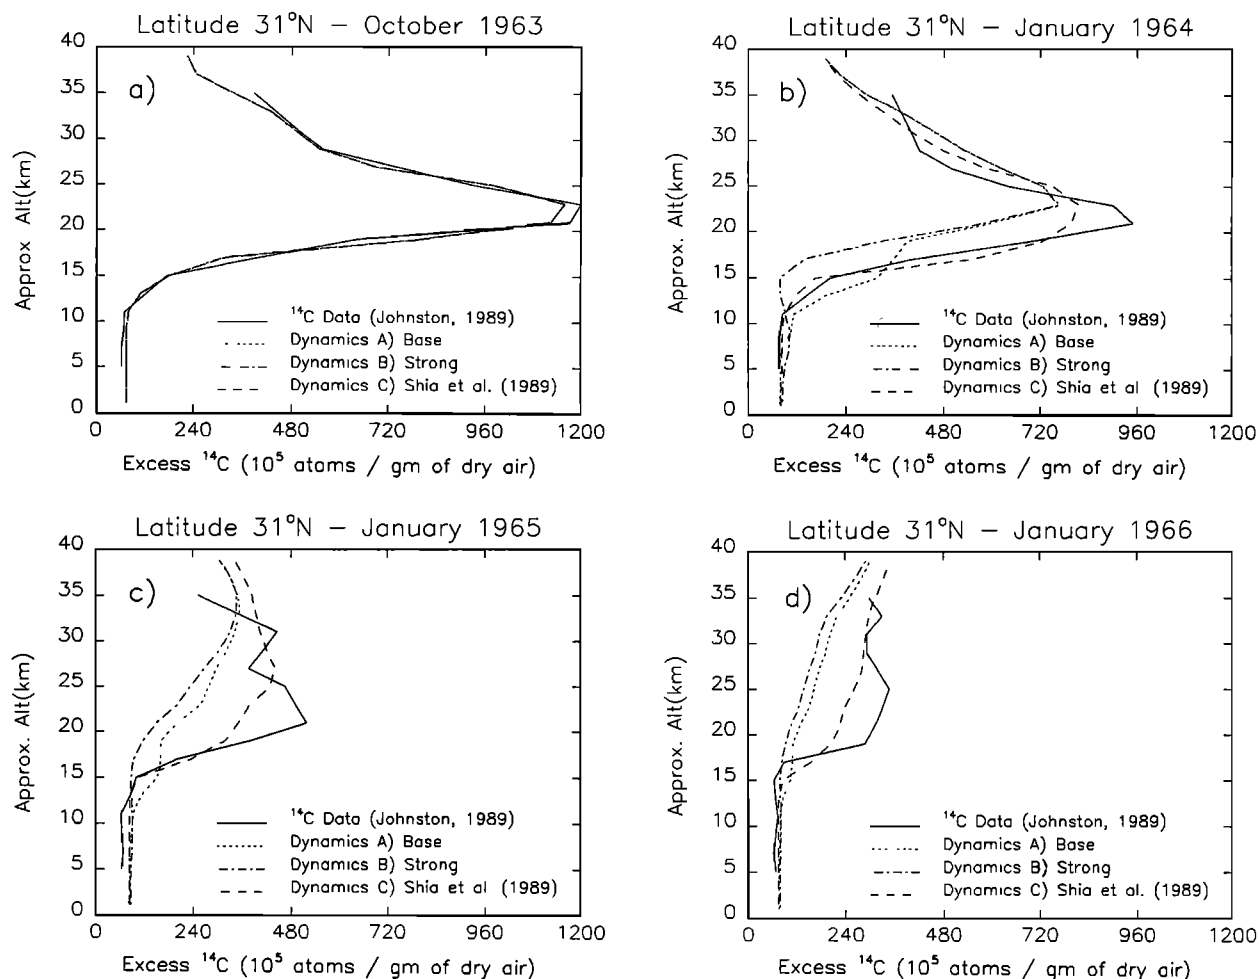 Latitude 31°N – October 1963
40
35
30
25
20
15
10
5
0
Approx Alt(km)
a)
¹⁴C Data (Johnston, 1989)
Dynamics A) Base
Dynamics B) Strong
Dynamics C) Shia et al. (1989)
0 240 480 720 960 1200
Excess ¹⁴C (10⁵ atoms / gm of dry air)
Latitude 31°N – January 1964
40
35
30
25
20
15
10
5
0
Approx. Alt(km)
b)
¹⁴C Data (Johnston, 1989)
Dynamics A) Base
Dynamics B) Strong
Dynamics C) Shia et al (1989)
0 240 480 720 960 1200
Excess ¹⁴C (10⁵ atoms / gm of dry air)
Latitude 31°N – January 1965
40
35
30
25
20
15
10
5
0
Approx. Alt(km)
c)
¹⁴C Data (Johnston, 1989)
Dynamics A) Base
Dynamics B) Strong
Dynamics C) Shia et al (1989)
0 240 480 720 960 1200
Excess ¹⁴C (10⁵ atoms / gm of dry air)
Latitude 31°N – January 1966
40
35
30
25
20
15
10
5
0
Approx. Alt(km)
d)
¹⁴C Data (Johnston, 1989)
Dynamics A) Base
Dynamics B) Strong
Dynamics C) Shia et al. (1989)
0 240 480 720 960 1200
Excess ¹⁴C (10⁵ atoms / gm of dry air)